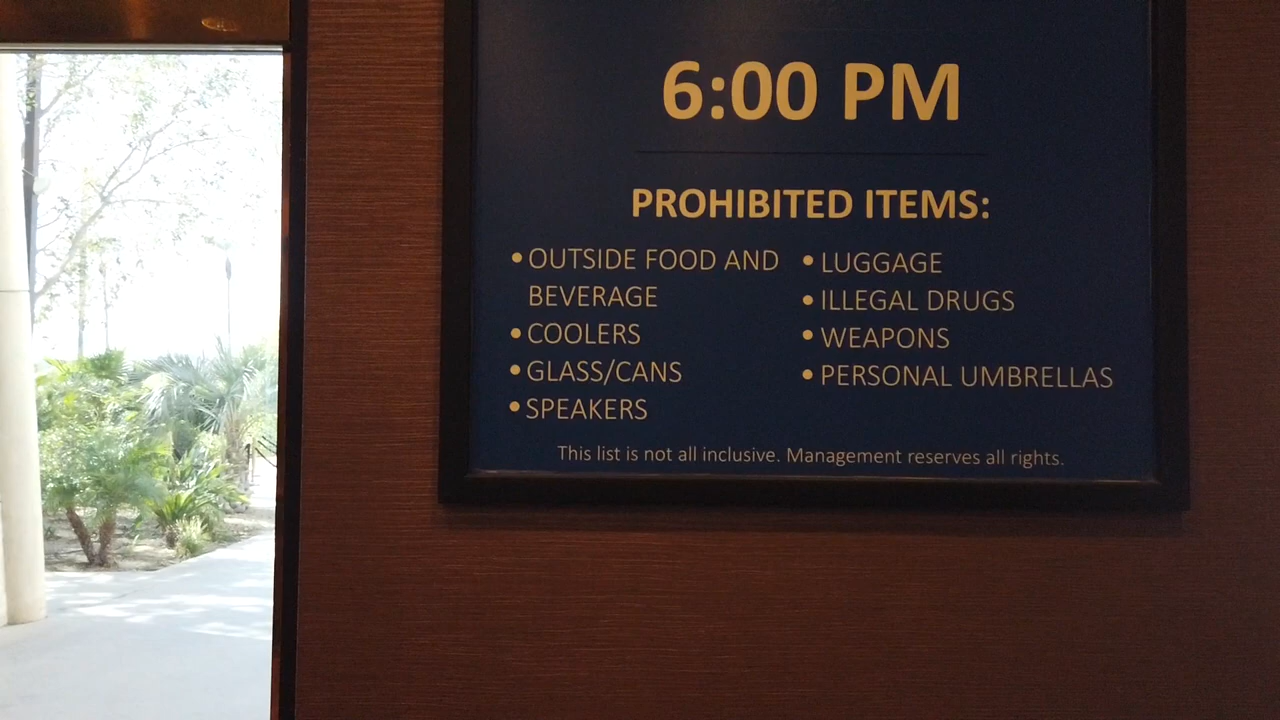 6:00 PM
PROHIBITED ITEMS:
• OUTSIDE FOOD AND
BEVERAGE
• COOLERS
• GLASS/CANS
• SPEAKERS
• LUGGAGE
• ILLEGAL DRUGS
• WEAPONS
• PERSONAL UMBRELLAS
This list is not all inclusive. Management reserves all rights.